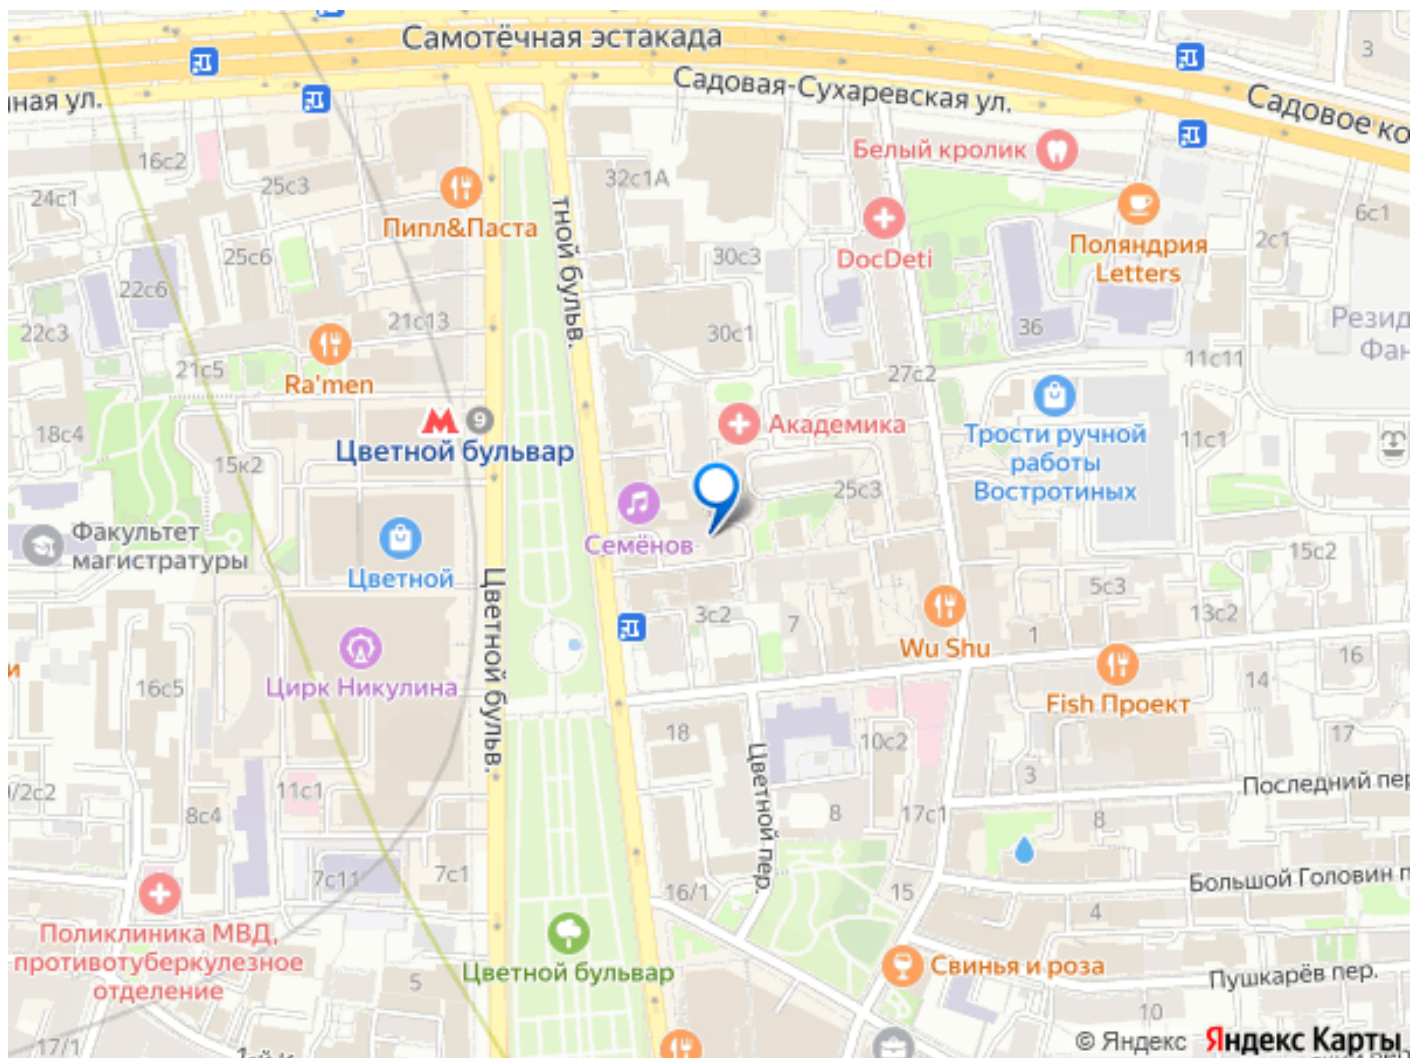 Самотёчная эстакада
ная ул.
Садовая-Сухаревская ул.
Садовое ко
3
Белый кролик
16с2
25с3
32с1А
24с1
Пипл&Паста
тной бульв.
6с1
2с1
DocDeti
Поляндрия
Letters
25с6
30с3
22с6
22с3
21с13
30с1
36
Резид
Фан
11с11
21с5
Ra'men
27с2
9
Цветной бульвар
Академика
Трости ручной
работы
Востротиных
11с1
18с4
15к2
25с3
Факультет
магистратуры
Семёнов
Цветной
15с2
5с3
13с2
Цветной бульв.
3с2
7
1
Wu Shu
16
и
Цирк Никулина
16с5
Fish Проект
14
18
10с2
17
Цветной пер.
3
Последний пер
/2с2
11с1
8с4
8
17с1
8
7с11
7с1
16/1
15
Большой Головин п
4
Поликлиника МВД,
противотуберкулезное
отделение
Цветной бульвар
Свинья и роза
Пушкарёв пер.
5
10
17/1
© Яндекс Яндекс Карты